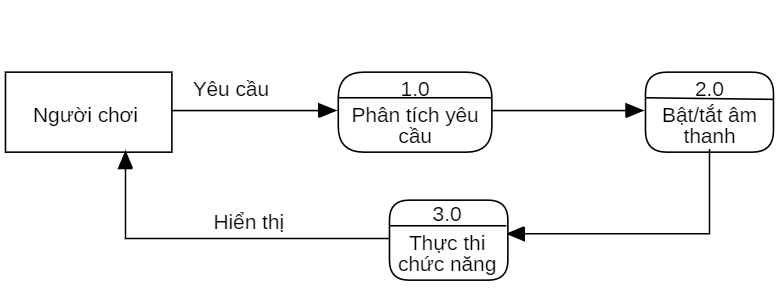 Người chơi
Yêu cầu
1.0
Phân tích yêu
cầu
2.0
Bật/tắt âm
thanh
3.0
Thực thi
chức năng
Hiển thị